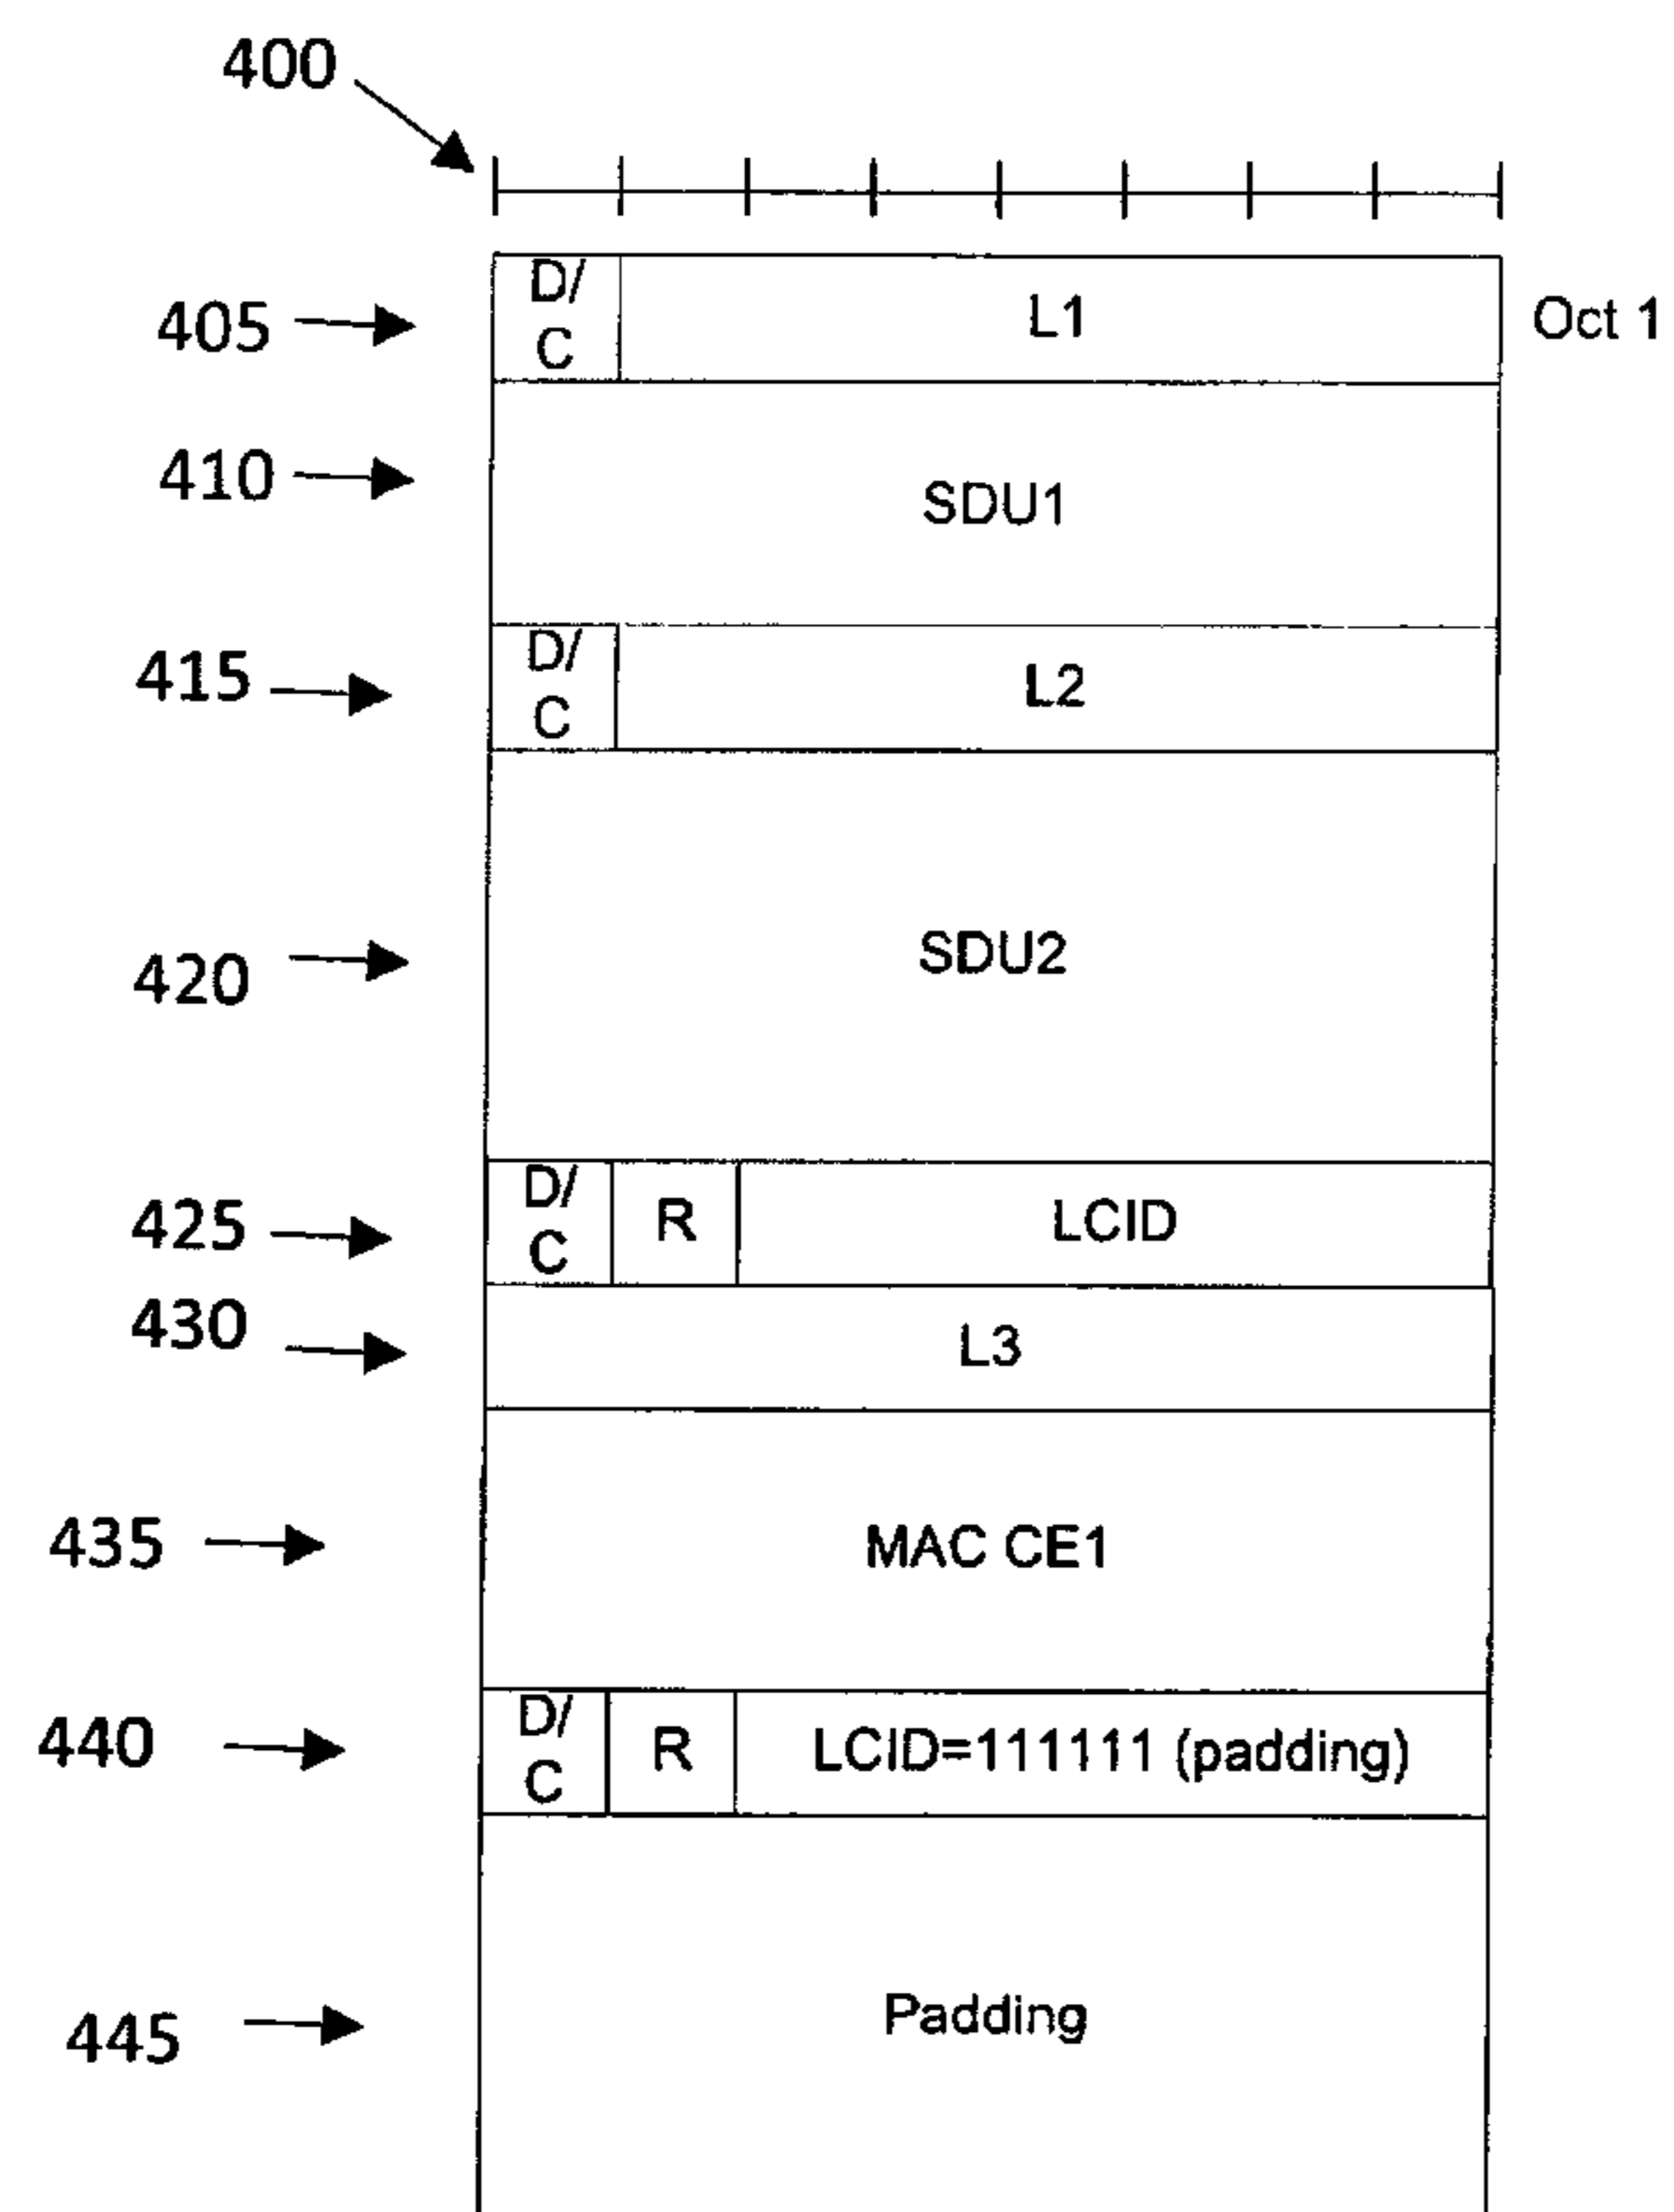 400
405 D/C L1 Oct 1
410 SDU1
415 D/C L2
420 SDU2
425 D/C R LCID
430 L3
435 MAC CE1
440 D/C R LCID=111111 (padding)
445 Padding